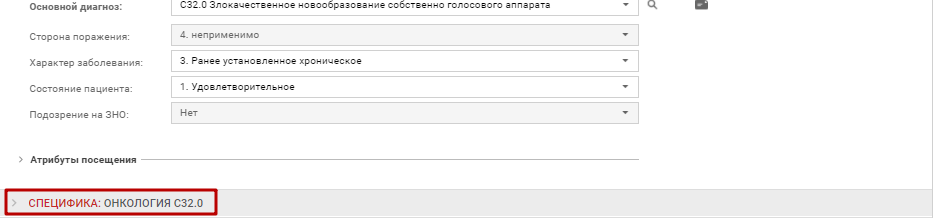 Основной диагноз: C32.0 Злокачественное новообразование собственно голосового аппарата
Сторона поражения: 4. неприменимо
Характер заболевания: 3. Ранее установленное хроническое
Состояние пациента: 1. Удовлетворительное
Подозрение на ЗНО: Нет
Атрибуты посещения
СПЕЦИФИКА: ОНКОЛОГИЯ C32.0